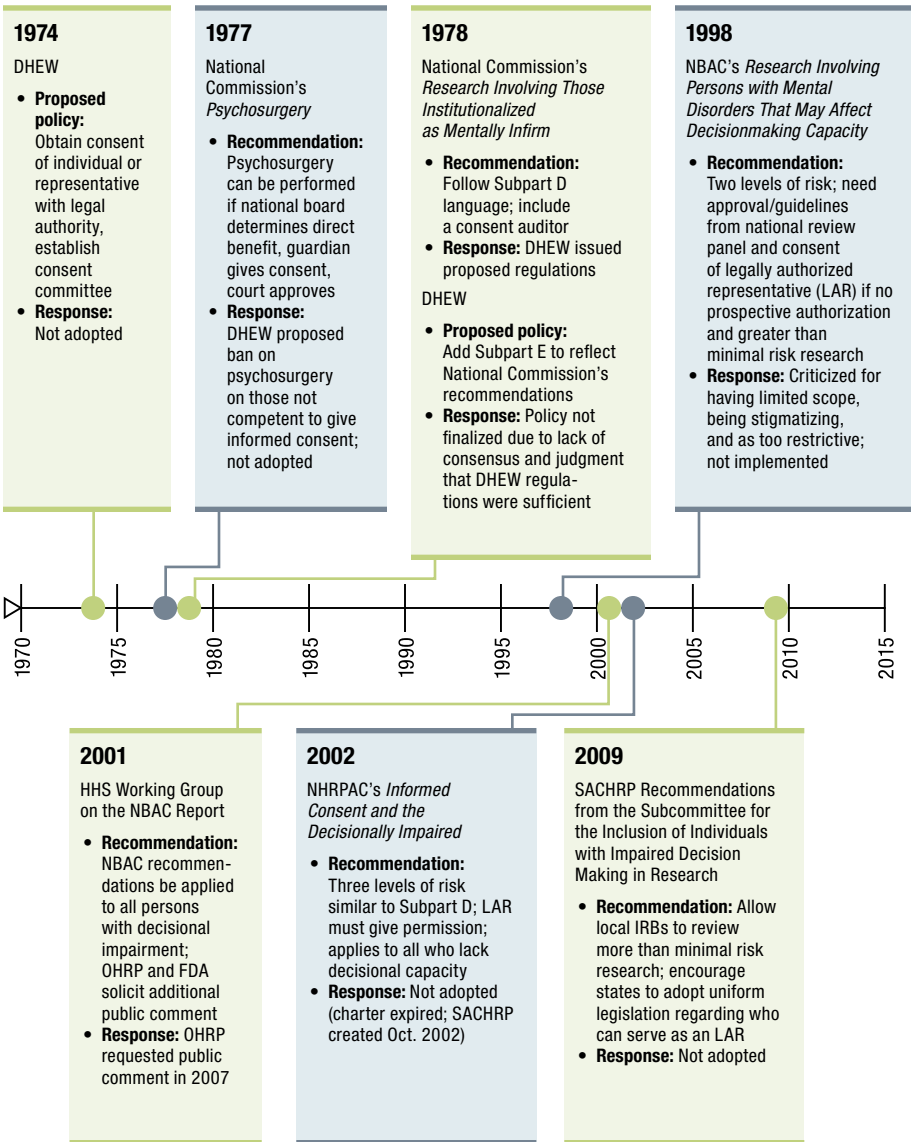 1974
DHEW
• Proposed
policy:
Obtain consent
of individual or
representative
with legal
authority,
establish
consent
committee
• Response:
Not adopted
1977
National
Commission's
Psychosurgery
• Recommendation:
Psychosurgery
can be performed
if national board
determines direct
benefit, guardian
gives consent,
court approves
• Response:
DHEW proposed
ban on
psychosurgery
on those not
competent to give
informed consent;
not adopted
1978
National Commission's
Research Involving Those
Institutionalized
as Mentally Infirm
• Recommendation:
Follow Subpart D
language; include
a consent auditor
• Response: DHEW issued
proposed regulations
DHEW
• Proposed policy:
Add Subpart E to reflect
National Commission's
recommendations
• Response: Policy not
finalized due to lack of
consensus and judgment
that DHEW regula-
tions were sufficient
1998
NBAC's Research Involving
Persons with Mental
Disorders That May Affect
Decisionmaking Capacity
• Recommendation:
Two levels of risk; need
approval/guidelines
from national review
panel and consent
of legally authorized
representative (LAR) if no
prospective authorization
and greater than
minimal risk research
• Response: Criticized for
having limited scope,
being stigmatizing,
and as too restrictive;
not implemented
1970
1975
1980
1985
1990
1995
2000
2005
2010
2015
2001
HHS Working Group
on the NBAC Report
• Recommendation:
NBAC recommen-
dations be applied
to all persons
with decisional
impairment;
OHRP and FDA
solicit additional
public comment
• Response: OHRP
requested public
comment in 2007
2002
NHRPAC's Informed
Consent and the
Decisionally Impaired
• Recommendation:
Three levels of risk
similar to Subpart D; LAR
must give permission;
applies to all who lack
decisional capacity
• Response: Not adopted
(charter expired; SACHRP
created Oct. 2002)
2009
SACHRP Recommendations
from the Subcommittee for
the Inclusion of Individuals
with Impaired Decision
Making in Research
• Recommendation: Allow
local IRBs to review
more than minimal risk
research; encourage
states to adopt uniform
legislation regarding who
can serve as an LAR
• Response: Not adopted